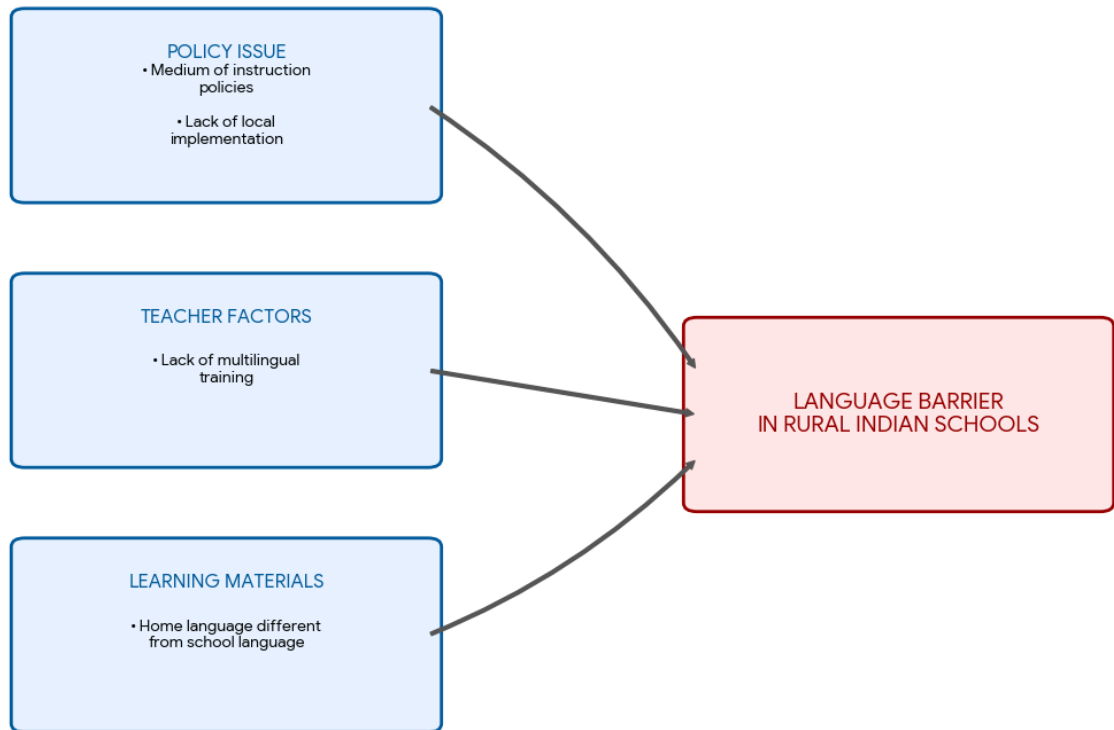 POLICY ISSUE
• Medium of instruction
policies
• Lack of local
implementation
TEACHER FACTORS
• Lack of multilingual
training
LEARNING MATERIALS
• Home language different
from school language
LANGUAGE BARRIER
IN RURAL INDIAN SCHOOLS